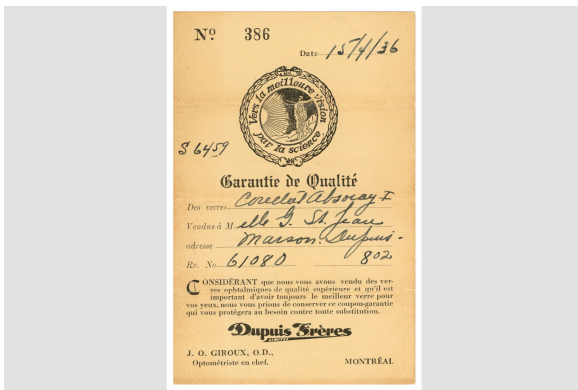 Nº 386
Date 15/4/36
Vers la meilleure vision
par la science
S 6459
Garantie de Qualité
Des verres
Vendus à Melle G. St. Jean
adresse Maison Dupuis -
Rx. No 61080 802
CONSIDÉRANT que nous vous avons vendu des ver-
res ophtalmiques de qualité supérieure et qu'il est
important d'avoir toujours le meilleur verre pour
vos yeux, nous vous prions de conserver ce coupon-garantie
qui vous protégera au besoin contre toute substitution.
Dupuis Frères
LIMITÉE
J. O. GIROUX, O.D.,
Optométriste en chef. MONTRÉAL